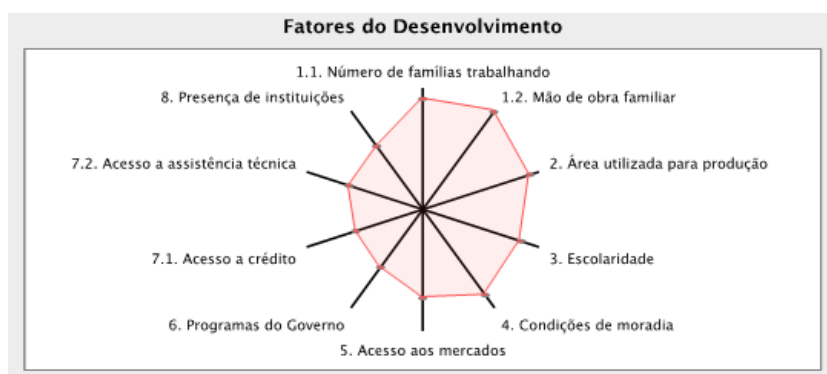 Fatores do Desenvolvimento
1.1. Número de famílias trabalhando
8. Presença de instituições
1.2. Mão de obra familiar
7.2. Acesso a assistência técnica
2. Área utilizada para produção
7.1. Acesso a crédito
3. Escolaridade
6. Programas do Governo
4. Condições de moradia
5. Acesso aos mercados